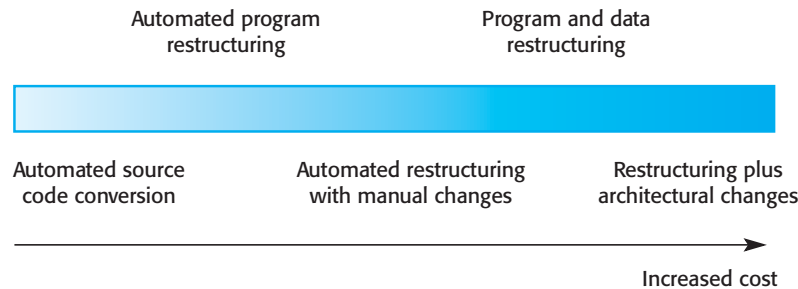 Automated program
restructuring
Program and data
restructuring
Automated source
code conversion
Automated restructuring
with manual changes
Restructuring plus
architectural changes
Increased cost